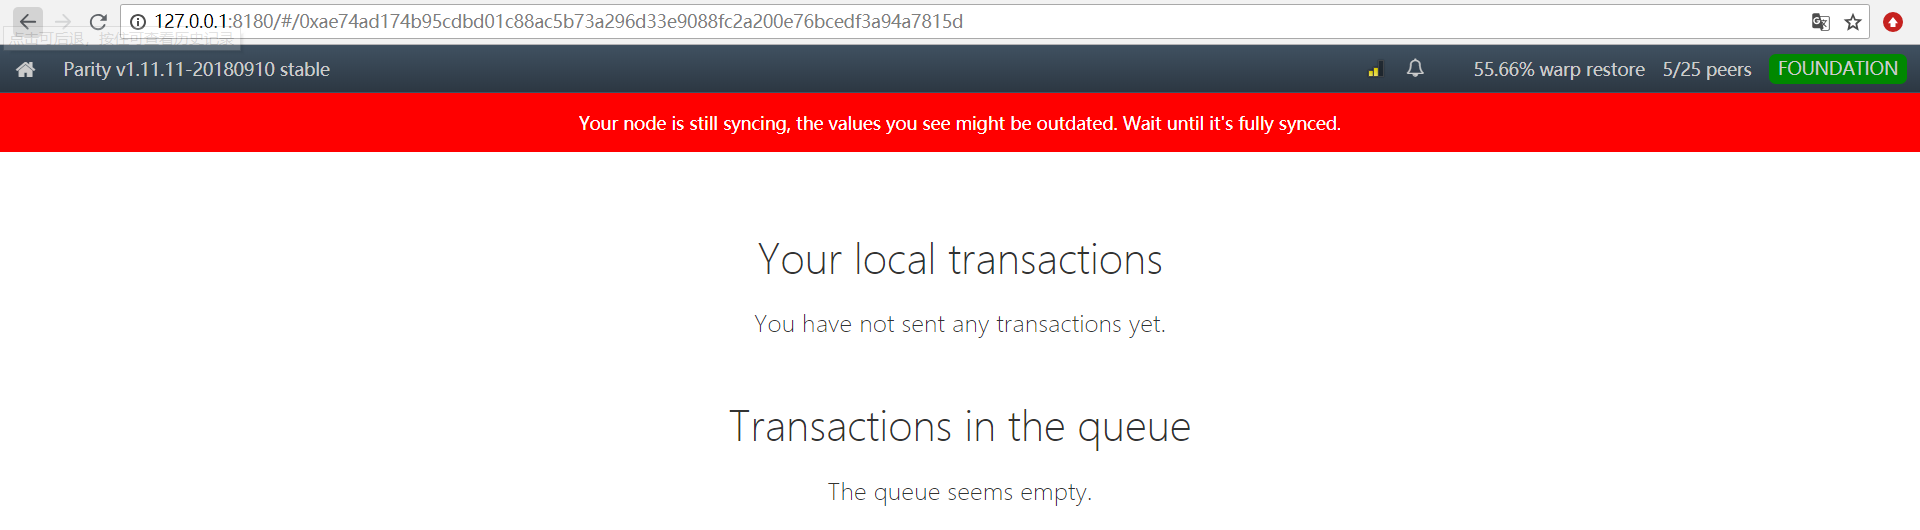 127.0.0.1:8180/#/0xae74ad174b95cdbd01c88ac5b73a296d33e9088fc2a200e76bcedf3a94a7815d
点击可后退，按住可查看历史记录
Parity v1.11.11-20180910 stable
55.66% warp restore 5/25 peers FOUNDATION
Your node is still syncing, the values you see might be outdated. Wait until it's fully synced.
Your local transactions
You have not sent any transactions yet.
Transactions in the queue
The queue seems empty.